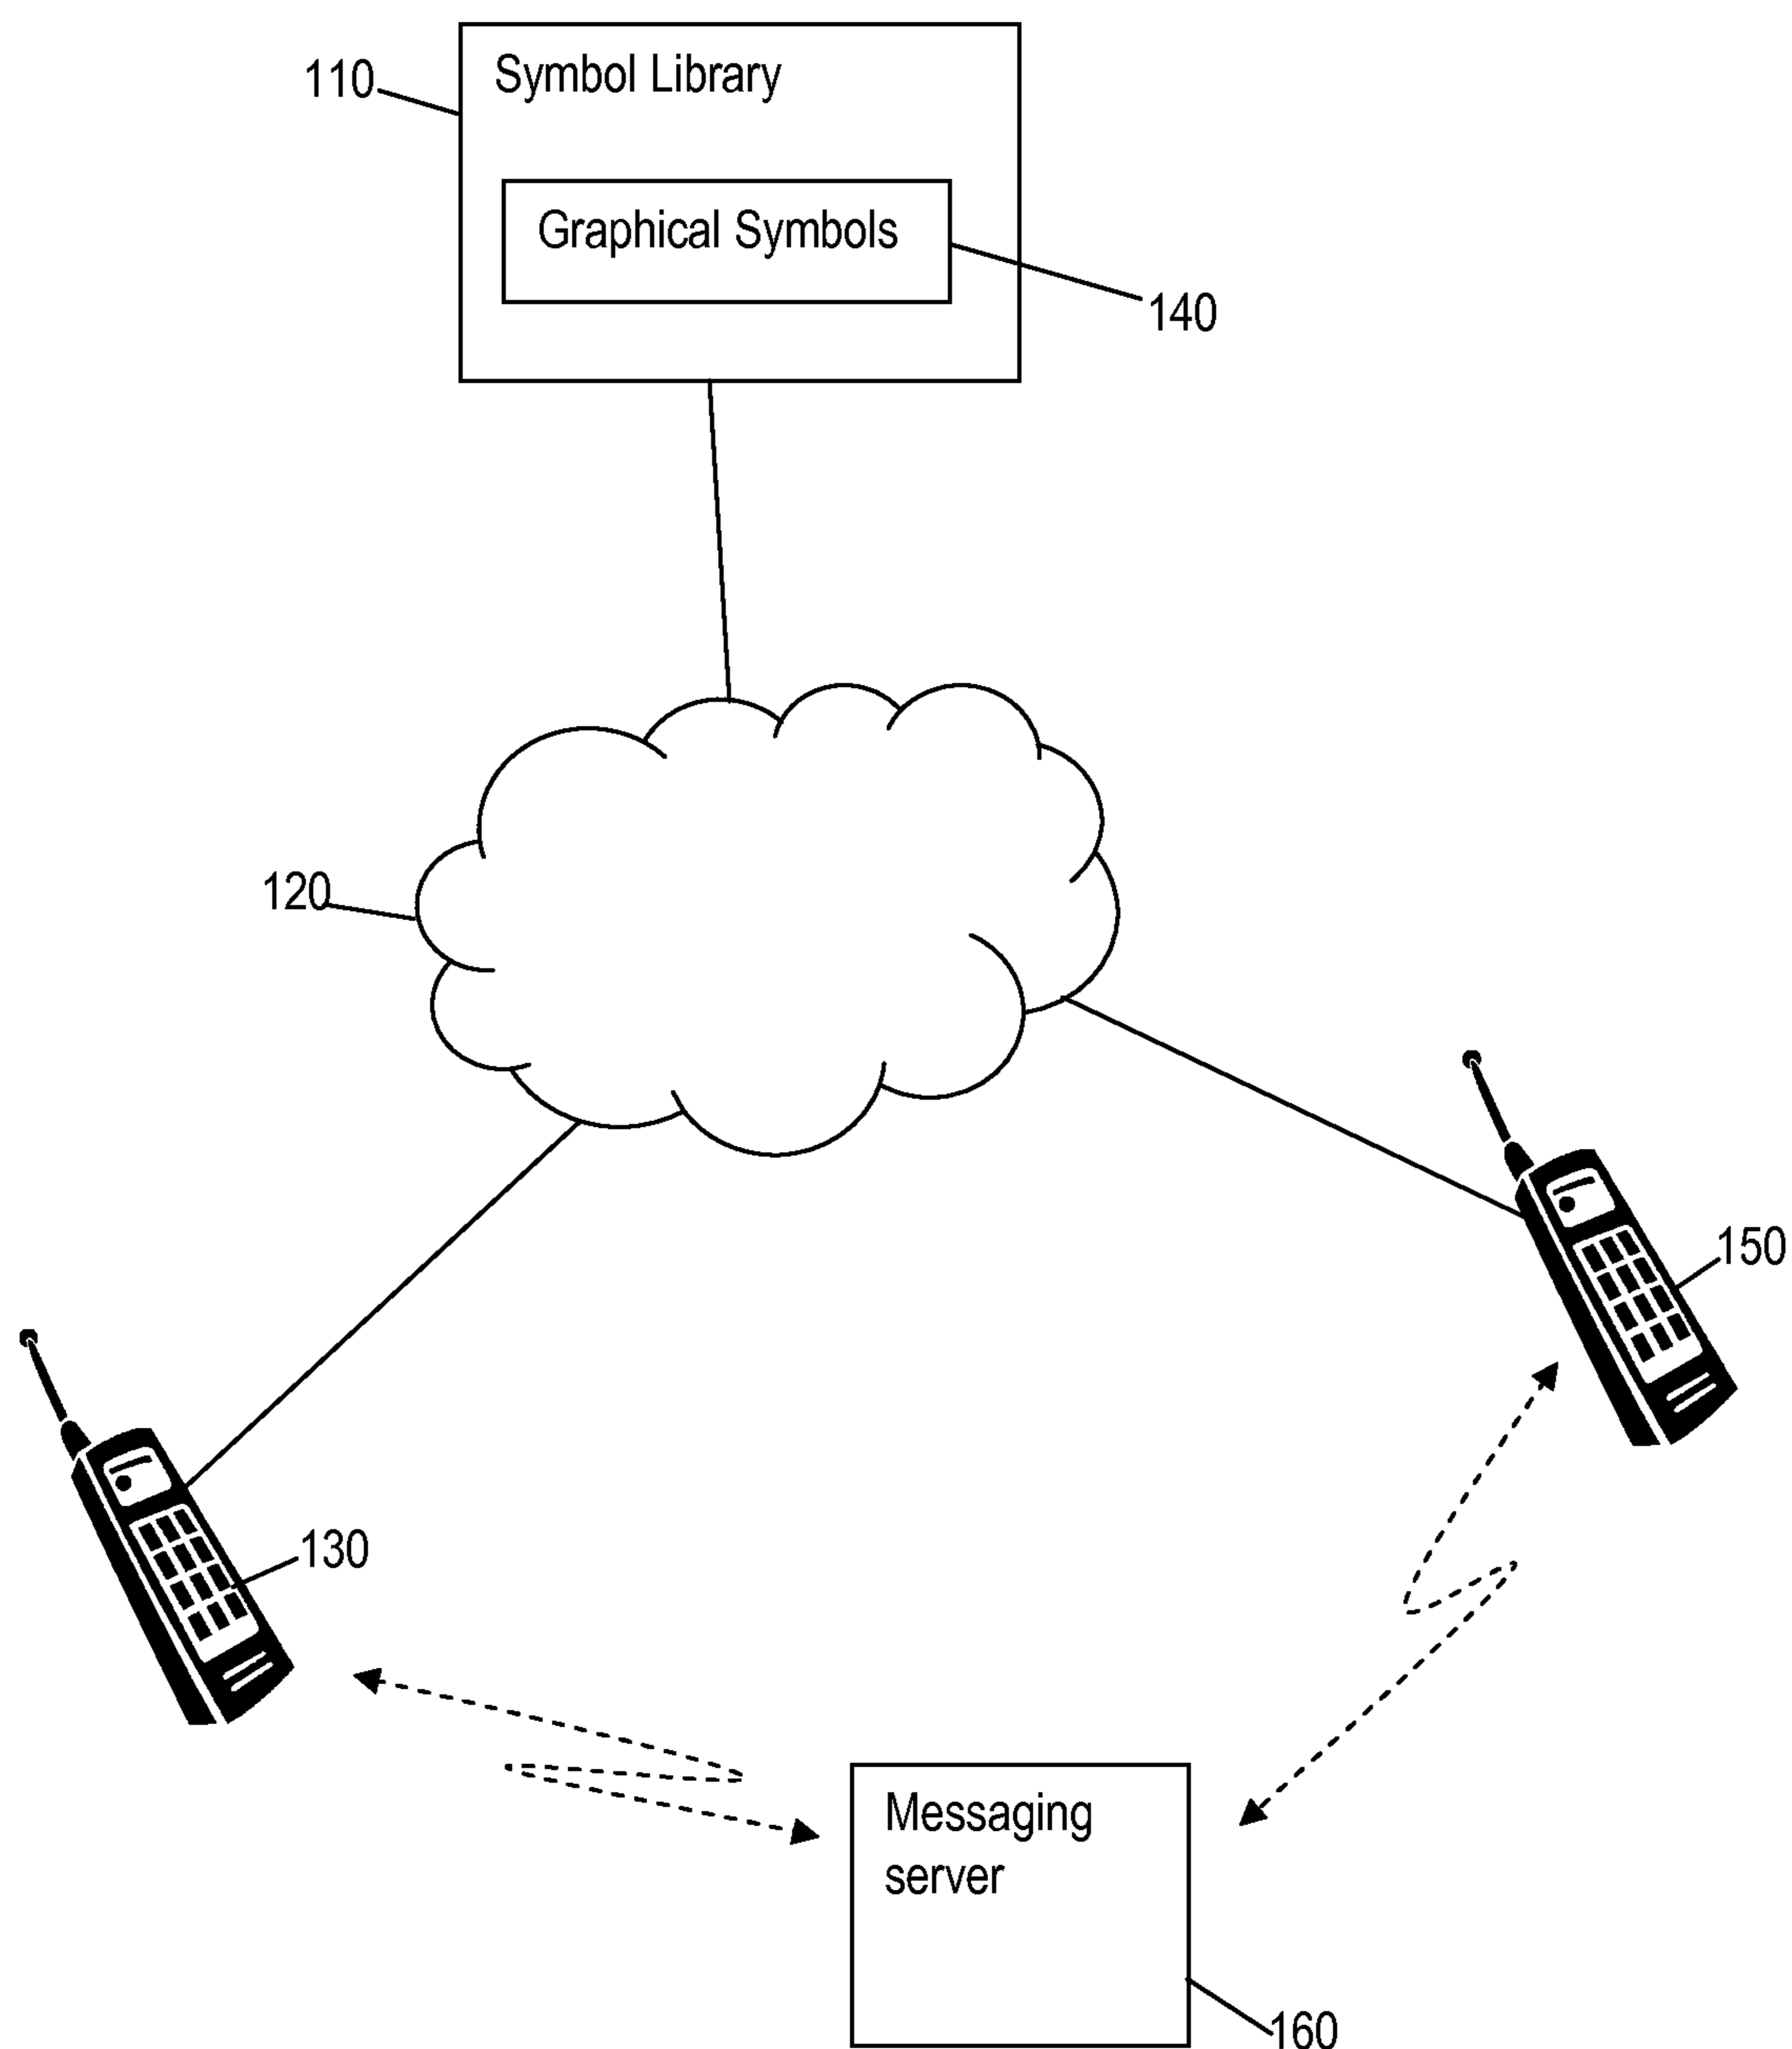 110
Symbol Library
Graphical Symbols
140
120
150
130
Messaging
server
160